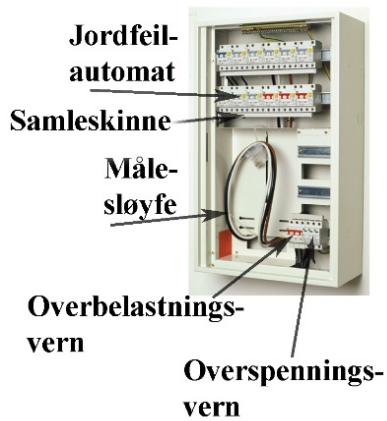 Jordfeil-
automat
Samleskinne
Måle-
sløyfe
Overbelastnings-
vern
Overspennings-
vern